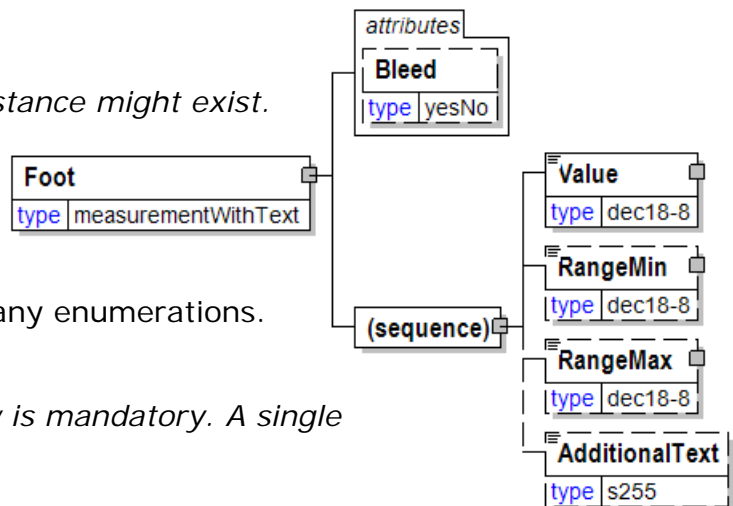 attributes
Bleed
type yesNo
stance might exist.
Foot
type measurementWithText
Value
type dec18-8
RangeMin
type dec18-8
any enumerations.
(sequence)
RangeMax
type dec18-8
is mandatory. A single
AdditionalText
type s255